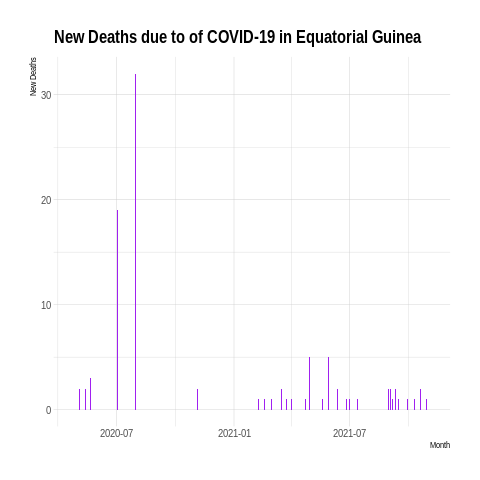 New Deaths due to of COVID-19 in Equatorial Guinea
New Deaths
30
20
10
0
2020-07 2021-01 2021-07
Month